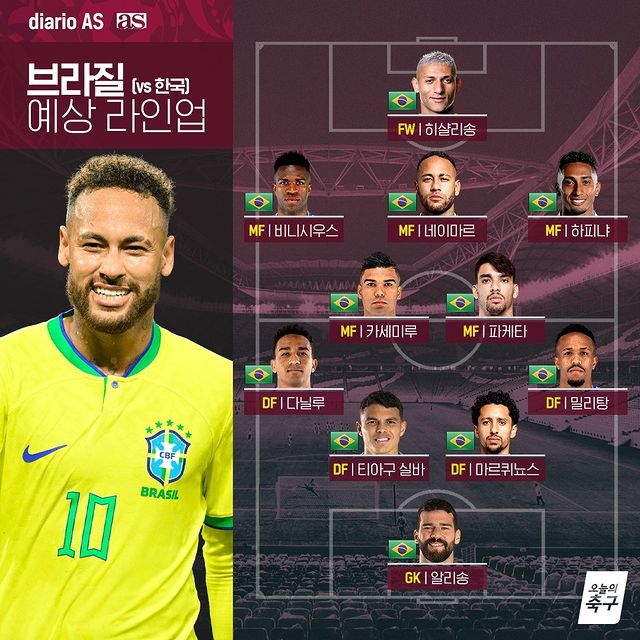 diario AS as
브라질 (vs 한국)
예상 라인업
FW | 히샬리송
MF | 비니시우스
MF | 네이마르
MF | 하피냐
MF | 카세미루
MF | 파케타
DF | 다닐루
DF | 밀리탕
DF | 티아구 실바
DF | 마르퀴뇨스
GK | 알리송
CBF
BRASIL
10
오늘의
축구